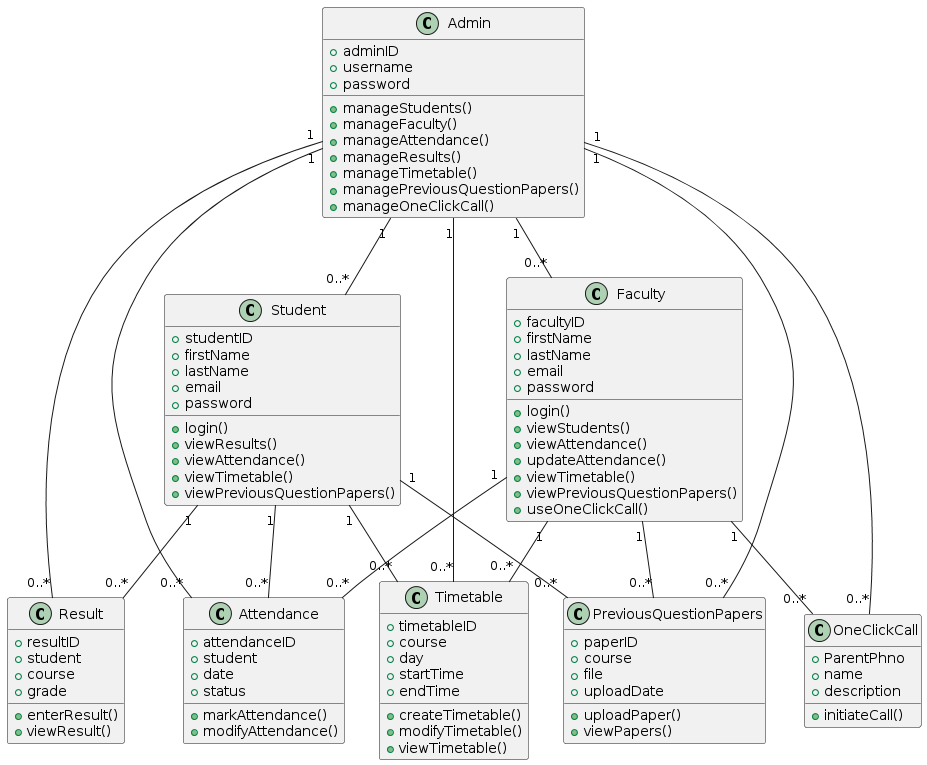 C Admin
adminID
username
password
manageStudents()
manageFaculty()
manageAttendance()
manageResults()
manageTimetable()
managePreviousQuestionPapers()
manageOneClickCall()
1 1
1 1
1 1 1
0..* 0..*
C Student
studentID
firstName
lastName
email
password
login()
viewResults()
viewAttendance()
viewTimetable()
viewPreviousQuestionPapers()
C Faculty
facultyID
firstName
lastName
email
password
login()
viewStudents()
viewAttendance()
updateAttendance()
viewTimetable()
viewPreviousQuestionPapers()
useOneClickCall()
1 1
1 1 1 1 1 1
0..* 0..* 0..* 0..* 0..* 0..* 0..* 0..* 0..* 0..* 0..* 0..* 0..*
C Result
resultID
student
course
grade
enterResult()
viewResult()
C Attendance
attendanceID
student
date
status
markAttendance()
modifyAttendance()
C Timetable
timetableID
course
day
startTime
endTime
createTimetable()
modifyTimetable()
viewTimetable()
C PreviousQuestionPapers
paperID
course
file
uploadDate
uploadPaper()
viewPapers()
C OneClickCall
ParentPhno
name
description
initiateCall()